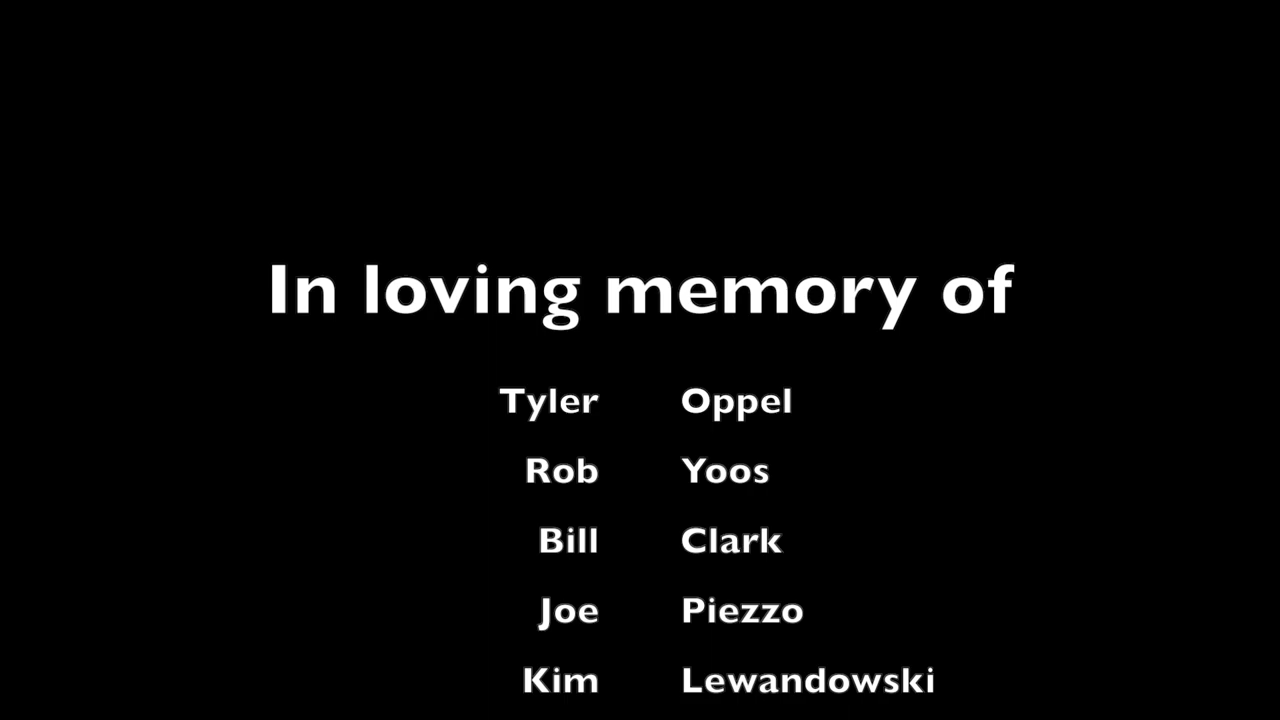 In loving memory of
Tyler Oppel
Rob Yoos
Bill Clark
Joe Piezzo
Kim Lewandowski